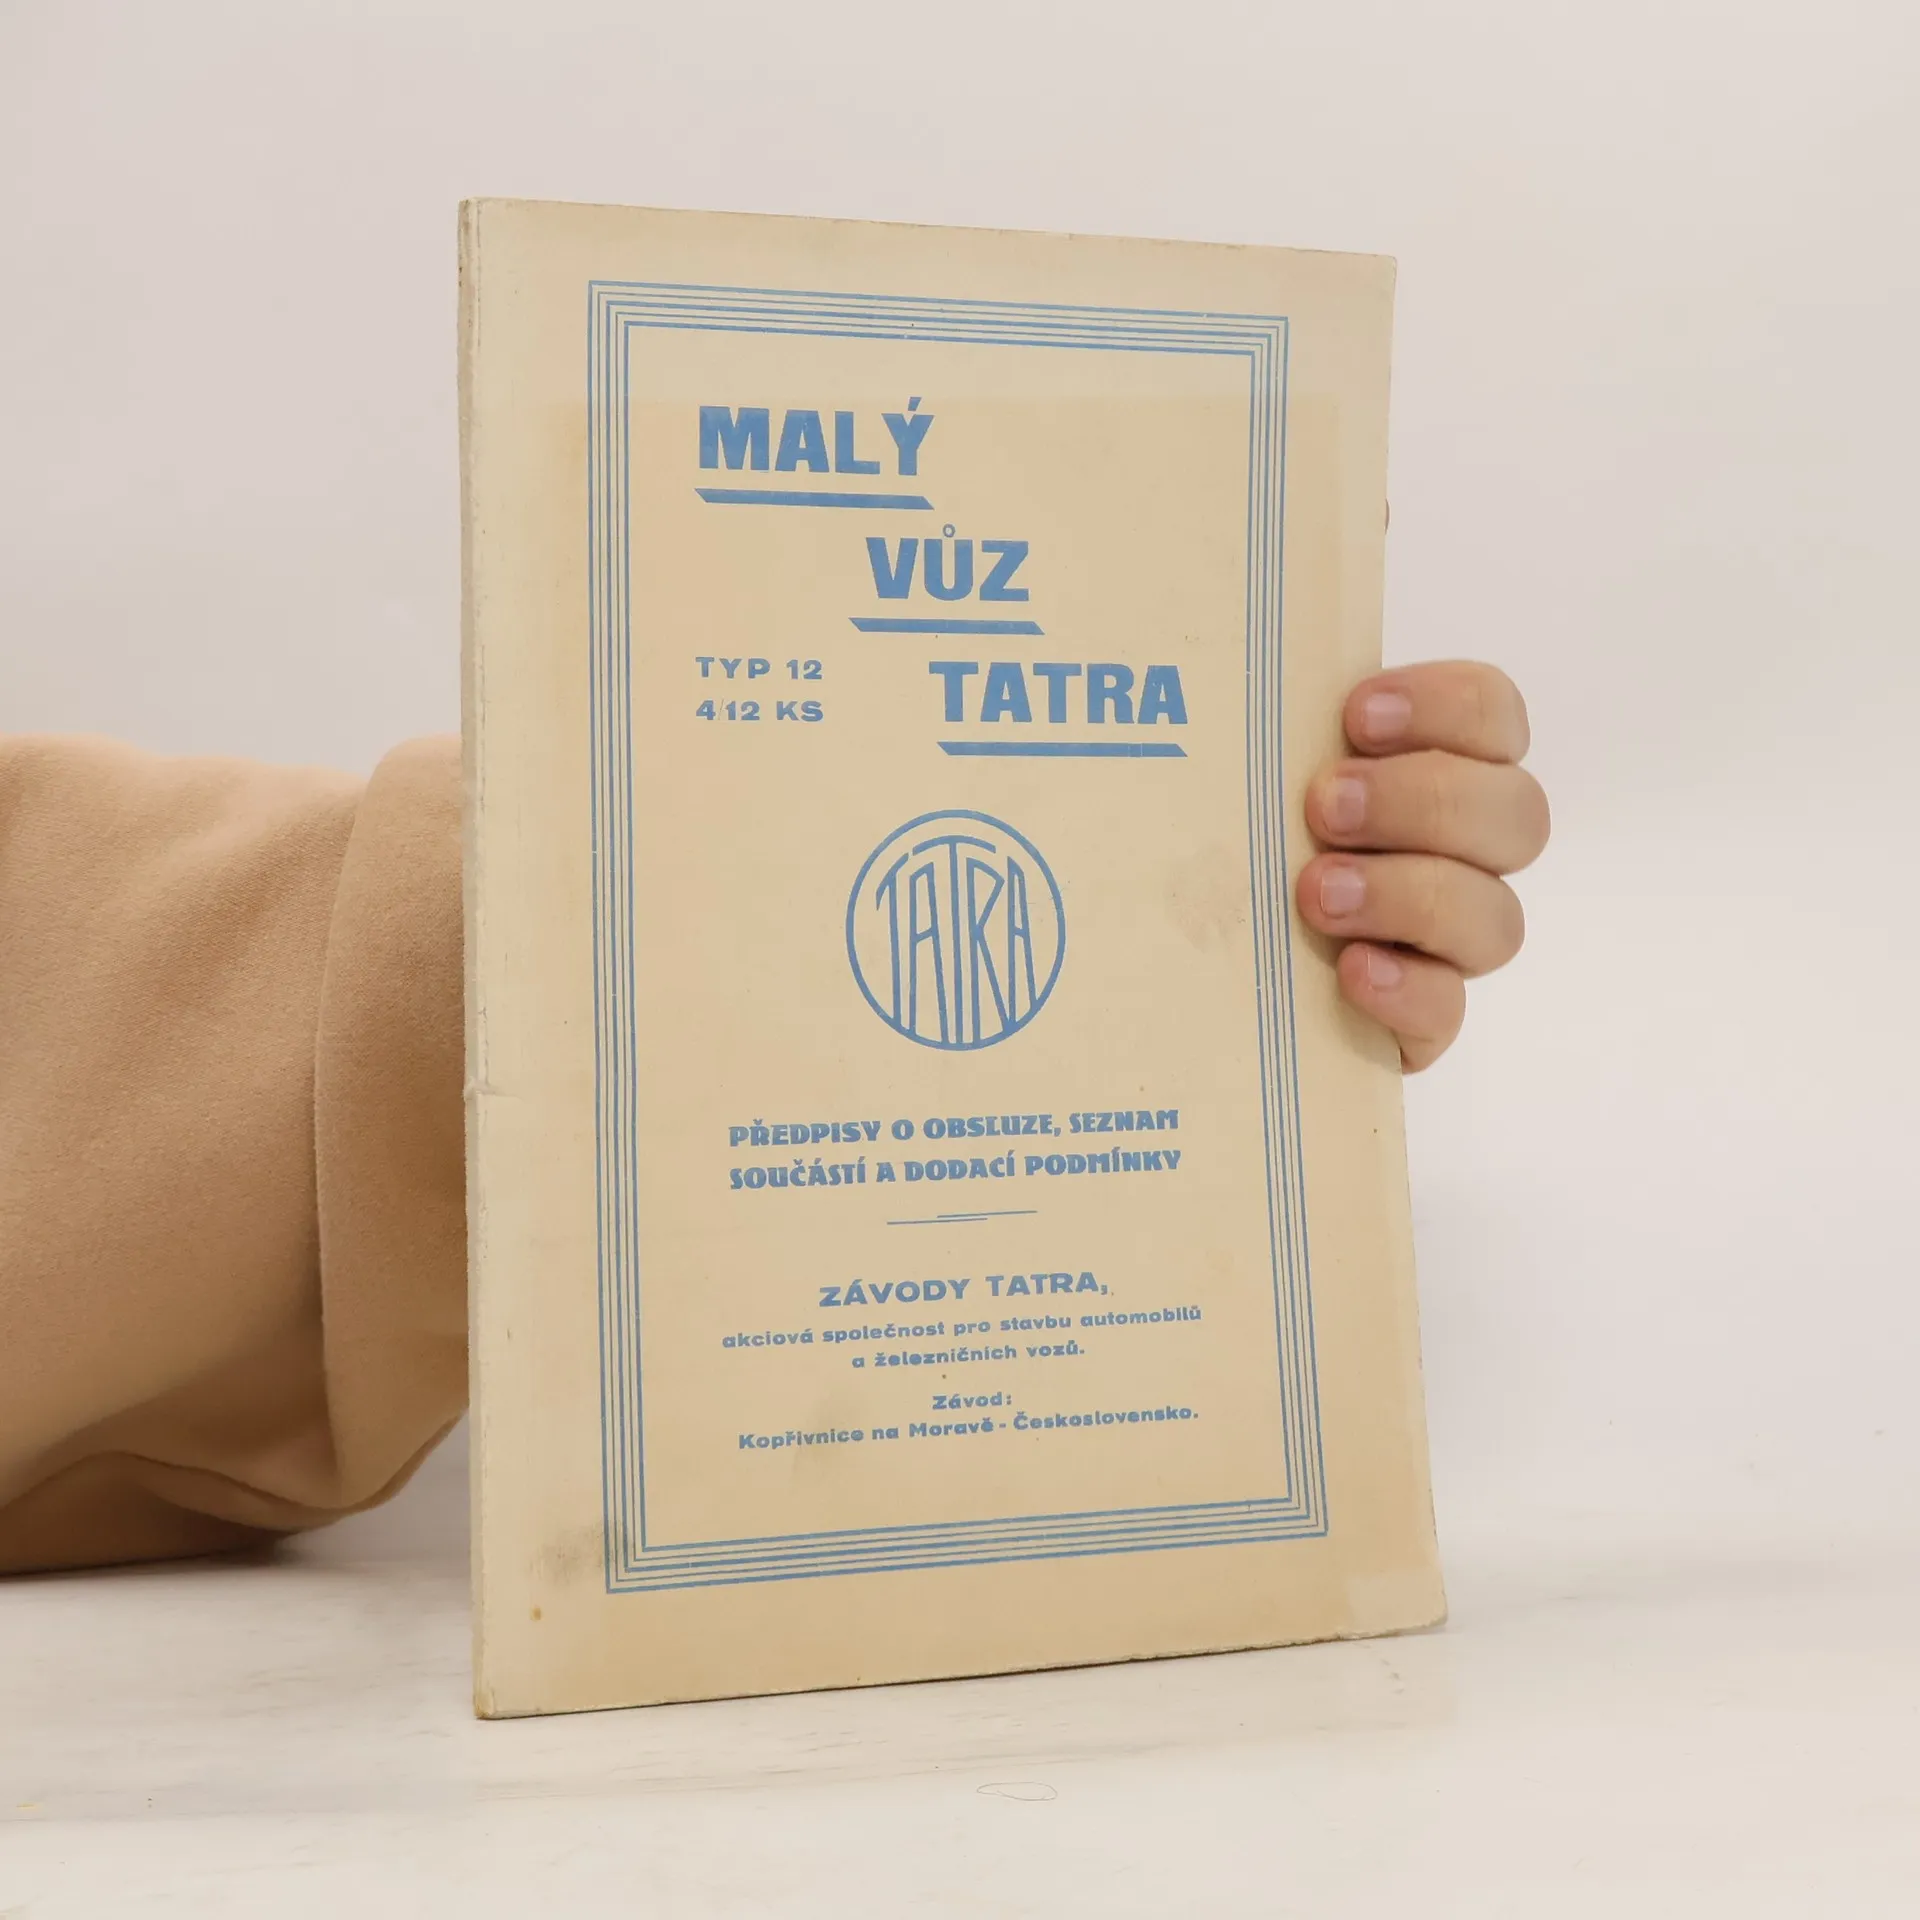 MALÝ
VŮZ
TYP 12
4/12 KS
TATRA
TATRA
PŘEDPISY O OBSLUZE, SEZNAM
SOUČÁSTÍ A DODACÍ PODMÍNKY
ZÁVODY TATRA,
akciová společnost pro stavbu automobilů
a železničních vozů.
Závod:
Kopřivnice na Moravě - Československo.